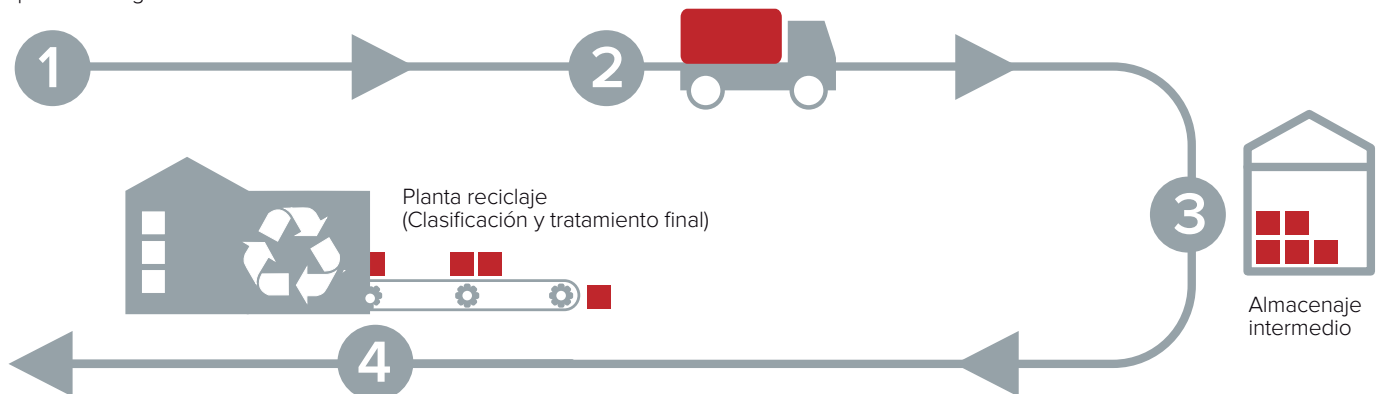 1
2
3
Planta reciclaje
(Clasificación y tratamiento final)
Almacenaje
intermedio
4